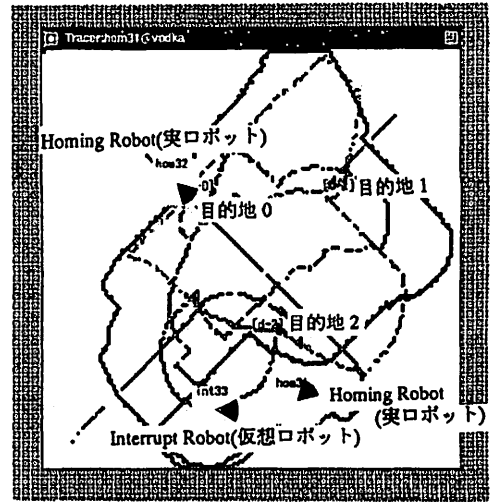 Tracer:hom31@vodka
Homing Robot(実ロボット)
hom32
目的地 1
目的地 0
[d-2]目的地 2
int33
Homing Robot
(実ロボット)
Interrupt Robot(仮想ロボット)